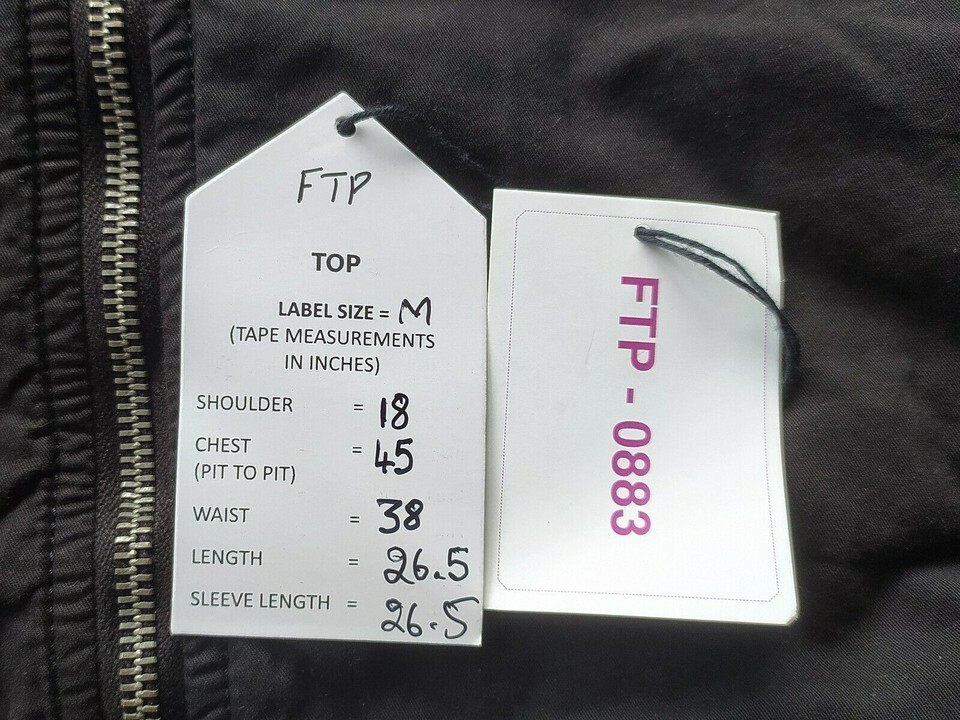 FTP
TOP
LABEL SIZE = M
(TAPE MEASUREMENTS
IN INCHES)
SHOULDER = 18
CHEST = 45
(PIT TO PIT)
WAIST = 38
LENGTH = 26.5
SLEEVE LENGTH = 26.5
FTP - 0883